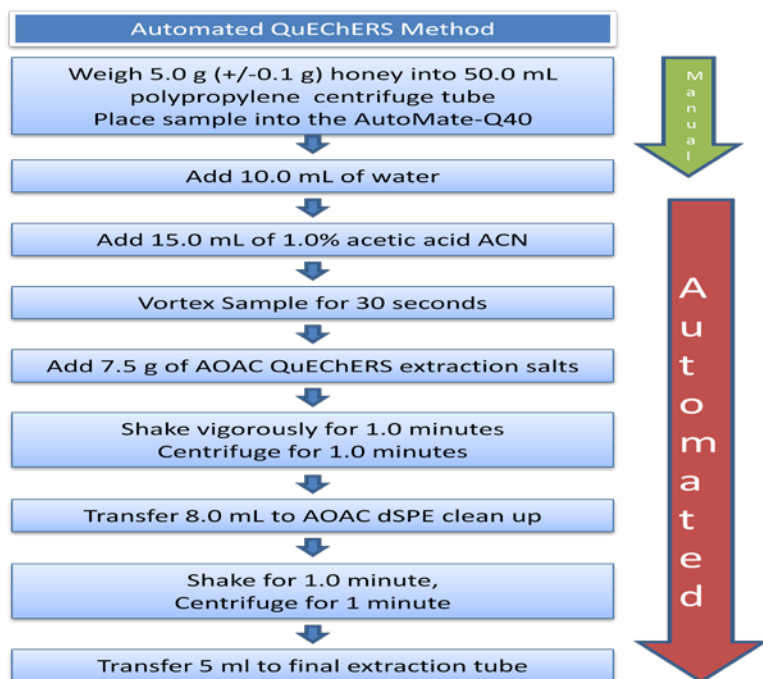 Automated QuEChERS Method
Weigh 5.0 g (+/-0.1 g) honey into 50.0 mL
polypropylene centrifuge tube
Place sample into the AutoMate-Q40
Add 10.0 mL of water
Add 15.0 mL of 1.0% acetic acid ACN
Vortex Sample for 30 seconds
Add 7.5 g of AOAC QuEChERS extraction salts
Shake vigorously for 1.0 minutes
Centrifuge for 1.0 minutes
Transfer 8.0 mL to AOAC dSPE clean up
Shake for 1.0 minute,
Centrifuge for 1 minute
Transfer 5 ml to final extraction tube
Manual
Automated